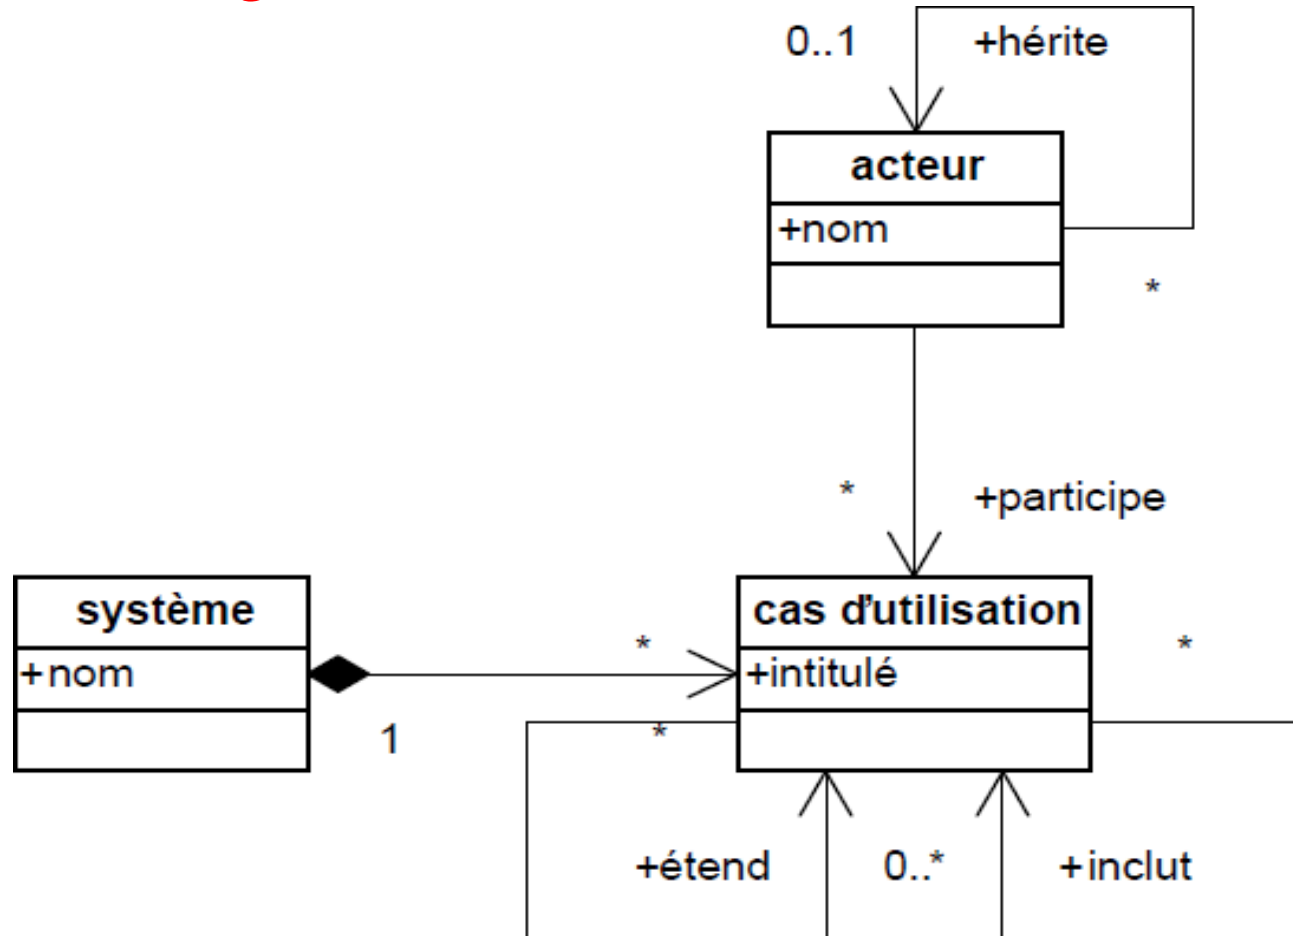 0..1 +hérite
acteur
+nom
*
* +participe
système
+nom
1
*
cas d'utilisation
+intitulé
*
*
+étend 0..* +inclut